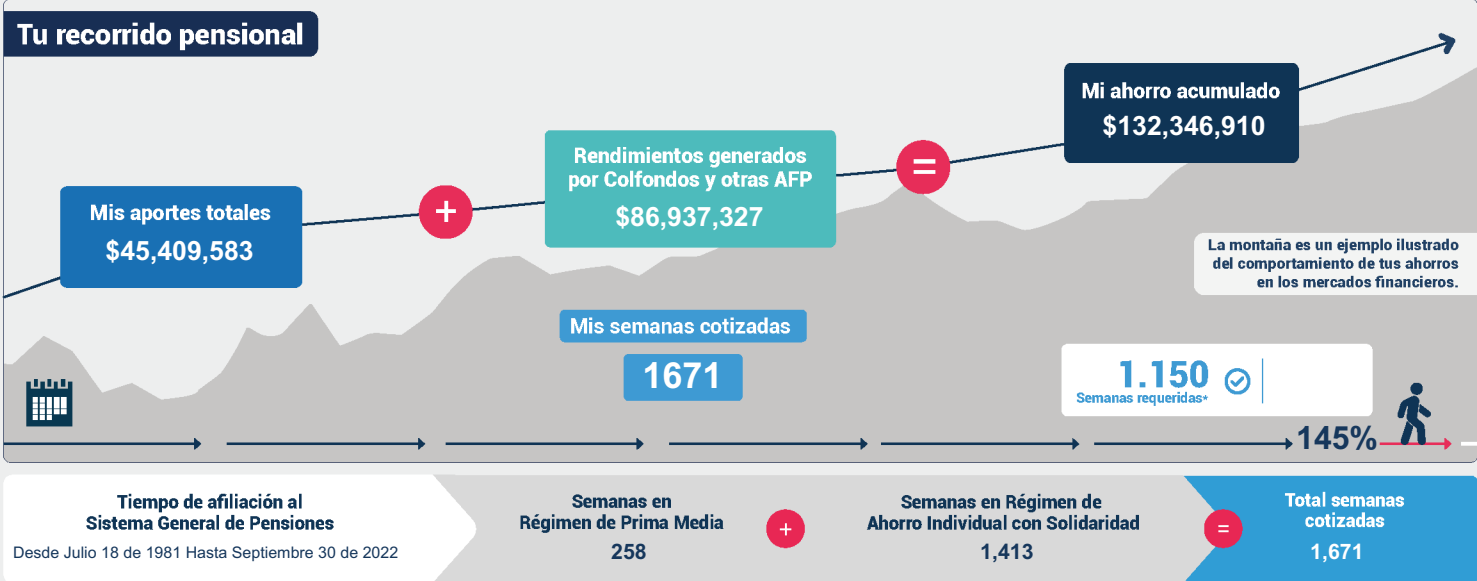 Tu recorrido pensional
Mi ahorro acumulado
$132,346,910
Rendimientos generados
por Colfondos y otras AFP
$86,937,327
=
Mis aportes totales
$45,409,583
+
La montaña es un ejemplo ilustrado
del comportamiento de tus ahorros
en los mercados financieros.
Mis semanas cotizadas
1671
1.150
Semanas requeridas*
145%
Tiempo de afiliación al
Sistema General de Pensiones
Desde Julio 18 de 1981 Hasta Septiembre 30 de 2022
Semanas en
Régimen de Prima Media
258
+
Semanas en Régimen de
Ahorro Individual con Solidaridad
1,413
=
Total semanas
cotizadas
1,671